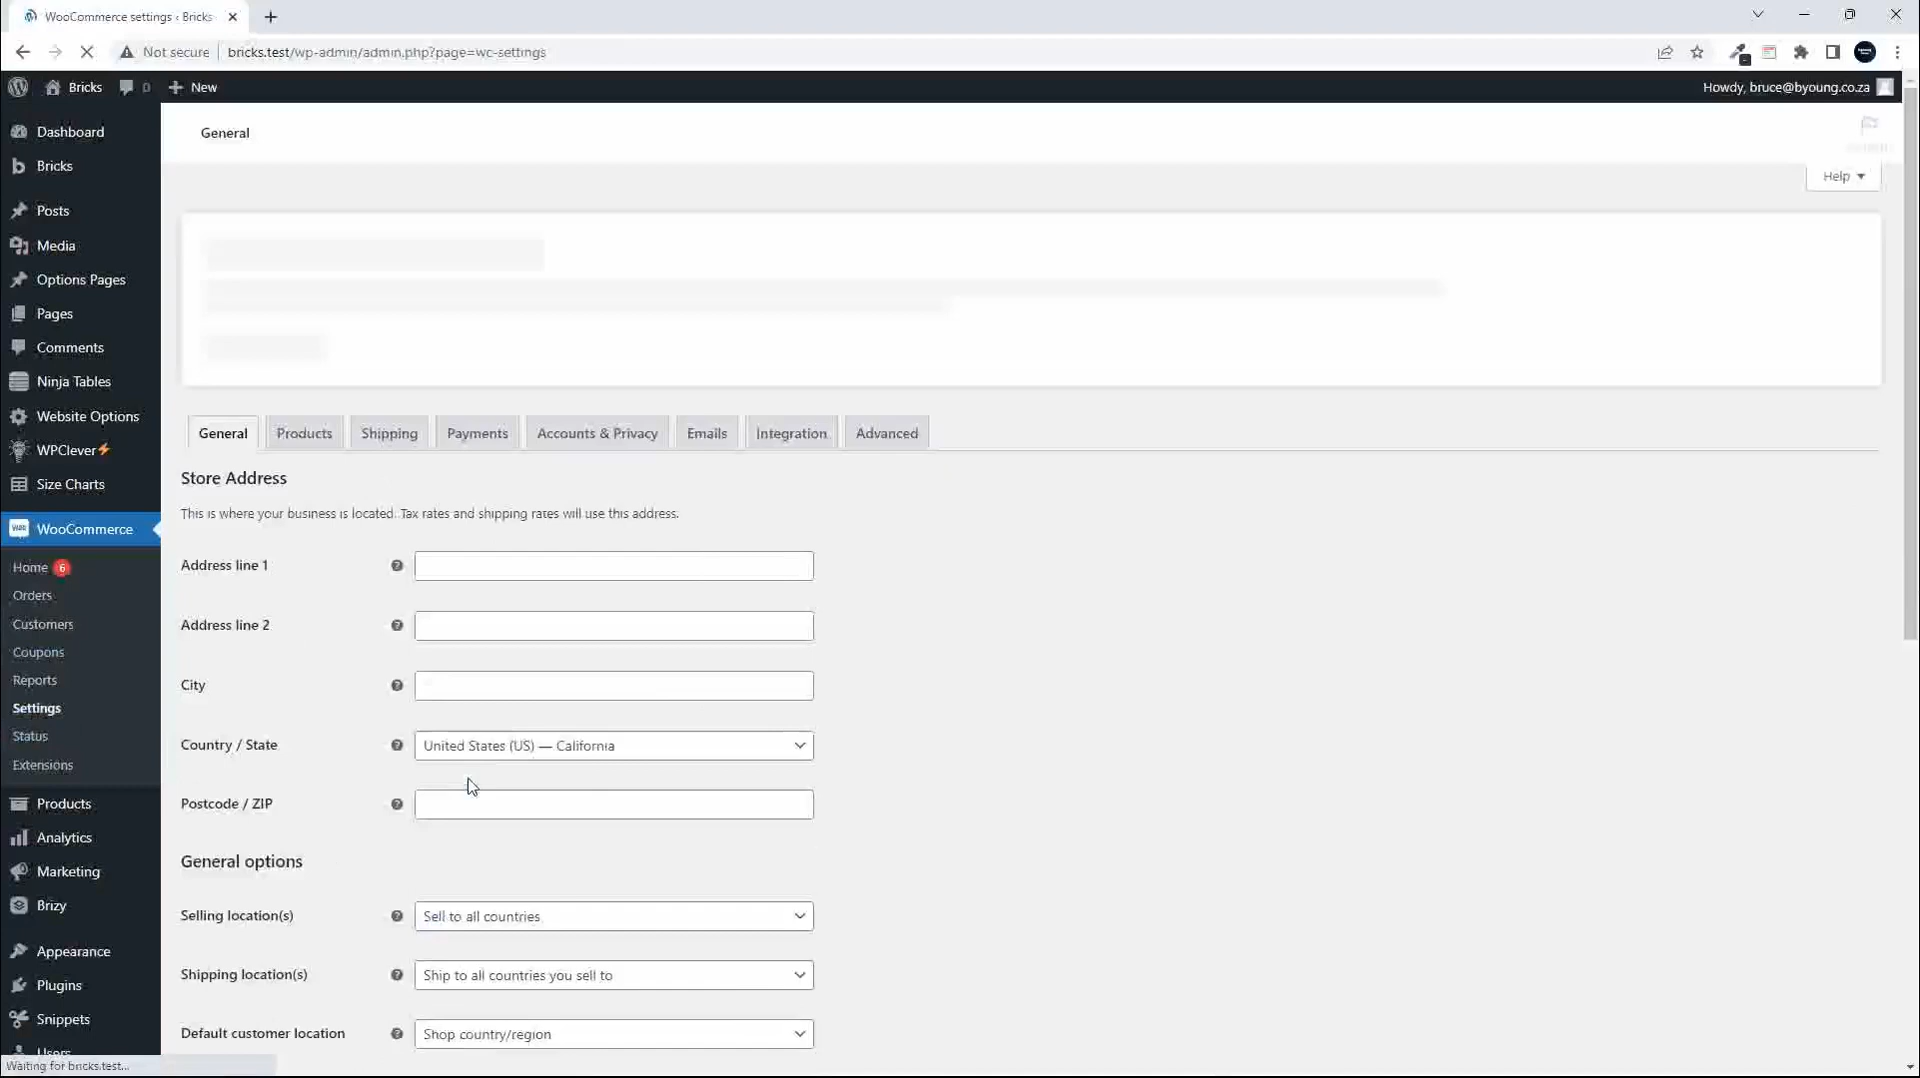 WooCommerce settings ‹ Bricks
Not secure
bricks.test/wp-admin/admin.php?page=wc-settings
Bricks
0
New
Howdy, bruce@byoung.co.za
Dashboard
Bricks
Posts
Media
Options Pages
Pages
Comments
Ninja Tables
Website Options
WPClever⚡
Size Charts
WooCommerce
Home 6
Orders
Customers
Coupons
Reports
Settings
Status
Extensions
Products
Analytics
Marketing
Brizy
Appearance
Plugins
Snippets
Users
Waiting for bricks.test...
General
Help
General
Products
Shipping
Payments
Accounts & Privacy
Emails
Integration
Advanced
Store Address
This is where your business is located. Tax rates and shipping rates will use this address.
Address line 1
Address line 2
City
Country / State
United States (US) — California
Postcode / ZIP
General options
Selling location(s)
Sell to all countries
Shipping location(s)
Ship to all countries you sell to
Default customer location
Shop country/region